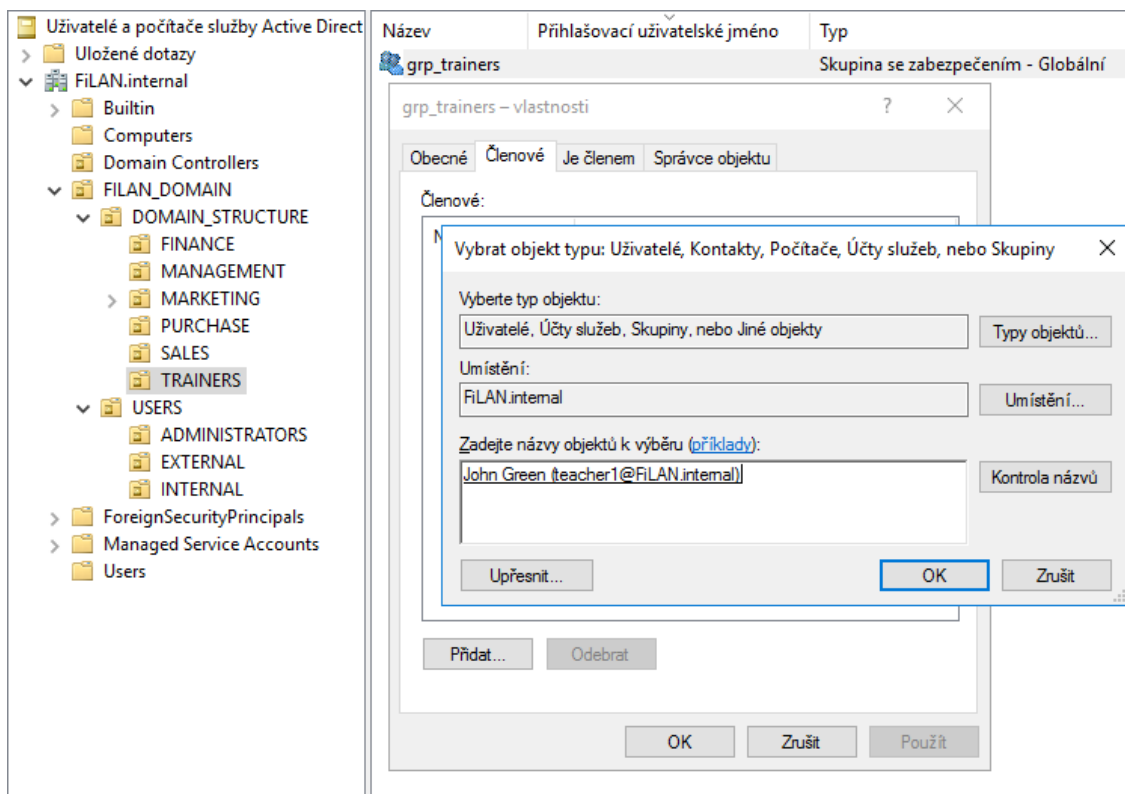 Uživatelé a počítače služby Active Direct
Uložené dotazy
FiLAN.internal
Builtin
Computers
Domain Controllers
FILAN_DOMAIN
DOMAIN_STRUCTURE
FINANCE
MANAGEMENT
MARKETING
PURCHASE
SALES
TRAINERS
USERS
ADMINISTRATORS
EXTERNAL
INTERNAL
ForeignSecurityPrincipals
Managed Service Accounts
Users
Název Přihlašovací uživatelské jméno Typ
grp_trainers Skupina se zabezpečením - Globální
grp_trainers – vlastnosti ?
Obecné Členové Je členem Správce objektu
Členové:
Vybrat objekt typu: Uživatelé, Kontakty, Počítače, Účty služeb, nebo Skupiny
Vyberte typ objektu:
Uživatelé, Účty služeb, Skupiny, nebo Jiné objekty Typy objektů...
Umístění:
FiLAN.internal Umístění...
Zadejte názvy objektů k výběru (příklady):
John Green (teacher1@FiLAN.internal) Kontrola názvů
Upřesnit... OK Zrušit
Přidat... Odebrat
OK Zrušit Použít